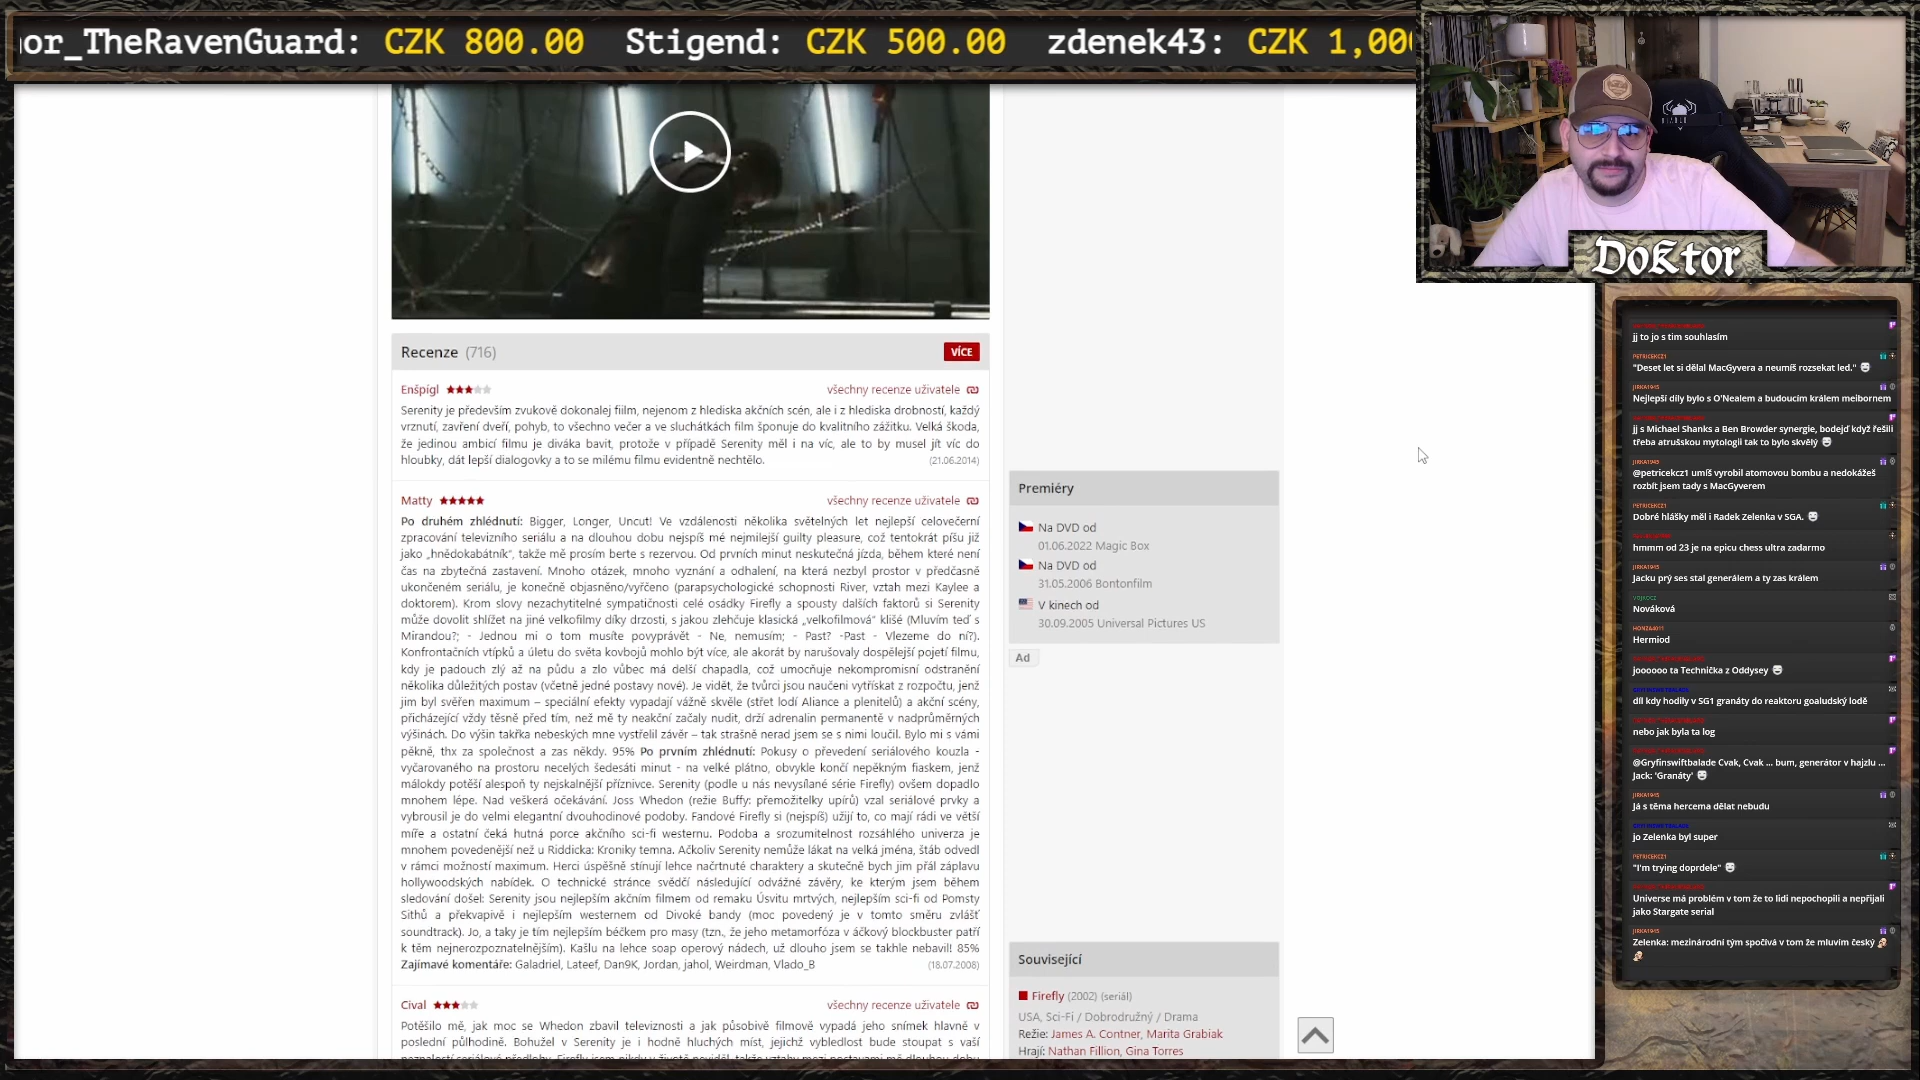 or_TheRavenGuard: CZK 800.00 Stigend: CZK 500.00 zdenek43: CZK 1,00
Doktor
Recenze (716)
VÍCE
Enšpígl
všechny recenze uživatele
Serenity je především zvukově dokonalej fiilm, nejenom z hlediska akčních scén, ale i z hlediska drobností, každý
vrznutí, zavření dveří, pohyb, to všechno večer a ve sluchátkách film šponuje do kvalitního zážitku. Velká škoda,
že jedinou ambicí filmu je diváka bavit, protože v případě Serenity měl i na víc, ale to by musel jít víc do
hloubky, dát lepší dialogovky a to se milému filmu evidentně nechtělo.
(21.06.2014)
Matty
všechny recenze uživatele
Po druhém zhlédnutí: Bigger, Longer, Uncut! Ve vzdálenosti několika světelných let nejlepší celovečerní
zpracování televizního seriálu a na dlouhou dobu nejspíš mé nejmilejší guilty pleasure, což tentokrát píšu již
jako „hnědokabátník“, takže mě prosím berte s rezervou. Od prvních minut neskutečná jízda, během které není
čas na zbytečná zastavení. Mnoho otázek, mnoho vyznání a odhalení, na která nezbyl prostor v předčasně
ukončeném seriálu, je konečně objasněno/vyřčeno (parapsychologické schopnosti River, vztah mezi Kaylee a
doktorem). Krom slovy nezachytitelné sympatičnosti celé osádky Firefly a spousty dalších faktorů si Serenity
může dovolit shlížet na jiné velkofilmy díky drzosti, s jakou zlehčuje klasická „velkofilmová“ klišé (Mluvím teď s
Mirandou?; - Jednou mi o tom musíte povyprávět - Ne, nemusím; - Past? -Past - Vlezeme do ní?).
Konfrontačních vtípků a úletu do světa kovbojů mohlo být více, ale akorát by narušovaly dospělejší pojetí filmu,
kdy je padouch zlý až na půdu a zlo vůbec má delší chapadla, což umocňuje nekompromisní odstranění
několika důležitých postav (včetně jedné postavy nové). Je vidět, že tvůrci jsou naučeni vytřískat z rozpočtu, jenž
jim byl svěřen maximum – speciální efekty vypadají vážně skvěle (střet lodí Aliance a plenitelů) a akční scény,
přicházející vždy těsně před tím, než mě ty neakční začaly nudit, drží adrenalin permanentě v nadprůměrných
výšinách. Do výšin takřka nebeských mne vystřelil závěr – tak strašně nerad jsem se s nimi loučil. Bylo mi s vámi
pěkně, thx za společnost a zas někdy. 95% Po prvním zhlédnutí: Pokusy o převedení seriálového kouzla -
vyčarovaného na prostoru necelých šedesáti minut - na velké plátno, obvykle končí nepěkným fiaskem, jenž
málokdy potěší alespoň ty nejskalnější příznivce. Serenity (podle u nás nevysílané série Firefly) ovšem dopadlo
mnohem lépe. Nad veškerá očekávání. Joss Whedon (režie Buffy: přemožitelky upírů) vzal seriálové prvky a
vybrousil je do velmi elegantní dvouhodinové podoby. Fandové Firefly si (nejspíš) užijí to, co mají rádi ve větší
míře a ostatní čeká hutná porce akčního sci-fi westernu. Podoba a srozumitelnost rozsáhlého univerza je
mnohem povedenější než u Riddicka: Kroniky temna. Ačkoliv Serenity nemůže lákat na velká jména, štáb odvedl
v rámci možností maximum. Herci úspěšně stínují lehce načrtnuté charaktery a skutečně bych jim přál záplavu
hollywoodských nabídek. O technické stránce svědčí následující odvážné závěry, ke kterým jsem během
sledování došel: Serenity jsou nejlepším akčním filmem od remaku Úsvitu mrtvých, nejlepším sci-fi od Pomsty
Sithů a překvapivě i nejlepším westernem od Divoké bandy (moc povedený je v tomto směru zvlášť
soundtrack). Jo, a taky je tím nejlepším béčkem pro masy (tzn., že jeho metamorfóza v áčkový blockbuster patří
k těm nejnerozpoznatelnějším). Kašlu na lehce soap operový nádech, už dlouho jsem se takhle nebavil! 85%
Zajímavé komentáře: Galadriel, Lateef, Dan9K, Jordan, jahol, Weirdman, Vlado_B
(18.07.2008)
Cival
všechny recenze uživatele
Potěšilo mě, jak moc se Whedon zbavil televiznosti a jak působivě filmově vypadá jeho snímek hlavně v
poslední půlhodině. Bohužel v Serenity je i hodně hluchých míst, jejichž vybledlost bude stoupat s vaší
Premiéry
Na DVD od
01.06.2022 Magic Box
Na DVD od
31.05.2006 Bontonfilm
V kinech od
30.09.2005 Universal Pictures US
Ad
Související
Firefly (2002) (seriál)
USA, Sci-Fi / Dobrodružný / Drama
Režie: James A. Contner, Marita Grabiak
Hrají: Nathan Fillion, Gina Torres
jj to jo s tim souhlasím
PETRICEKCZ1
"Deset let si dělal MacGyvera a neumíš rozsekat led."
JIRKA1945
Nejlepší díly bylo s O'Nealem a budoucím králem meibornem
jj s Michael Shanks a Ben Browder synergie, bodejď když řešili
třeba atrušskou mytologii tak to bylo skvělý
JIRKA1945
@petricekcz1 umíš vyrobil atomovou bombu a nedokážeš
rozbít jsem tady s MacGyverem
PETRICEKCZ1
Dobré hlášky měl i Radek Zelenka v SGA.
hmmm od 23 je na epicu chess ultra zadarmo
JIRKA1945
Jacku prý ses stal generálem a ty zas králem
Nováková
HONZA4011
Hermiod
joooooo ta Technička z Oddysey
díl kdy hodily v SG1 granáty do reaktoru goaludský lodě
nebo jak byla ta log
@Gryfinswiftbalade Cvak, Cvak ... bum, generátor v hajzlu ...
Jack: 'Granáty'
JIRKA1945
Já s těma hercema dělat nebudu
jo Zelenka byl super
PETRICEKCZ1
"I'm trying doprdele"
Universe má problém v tom že to lidi nepochopili a nepřijali
jako Stargate serial
JIRKA1945
Zelenka: mezinárodní tým spočívá v tom že mluvím český